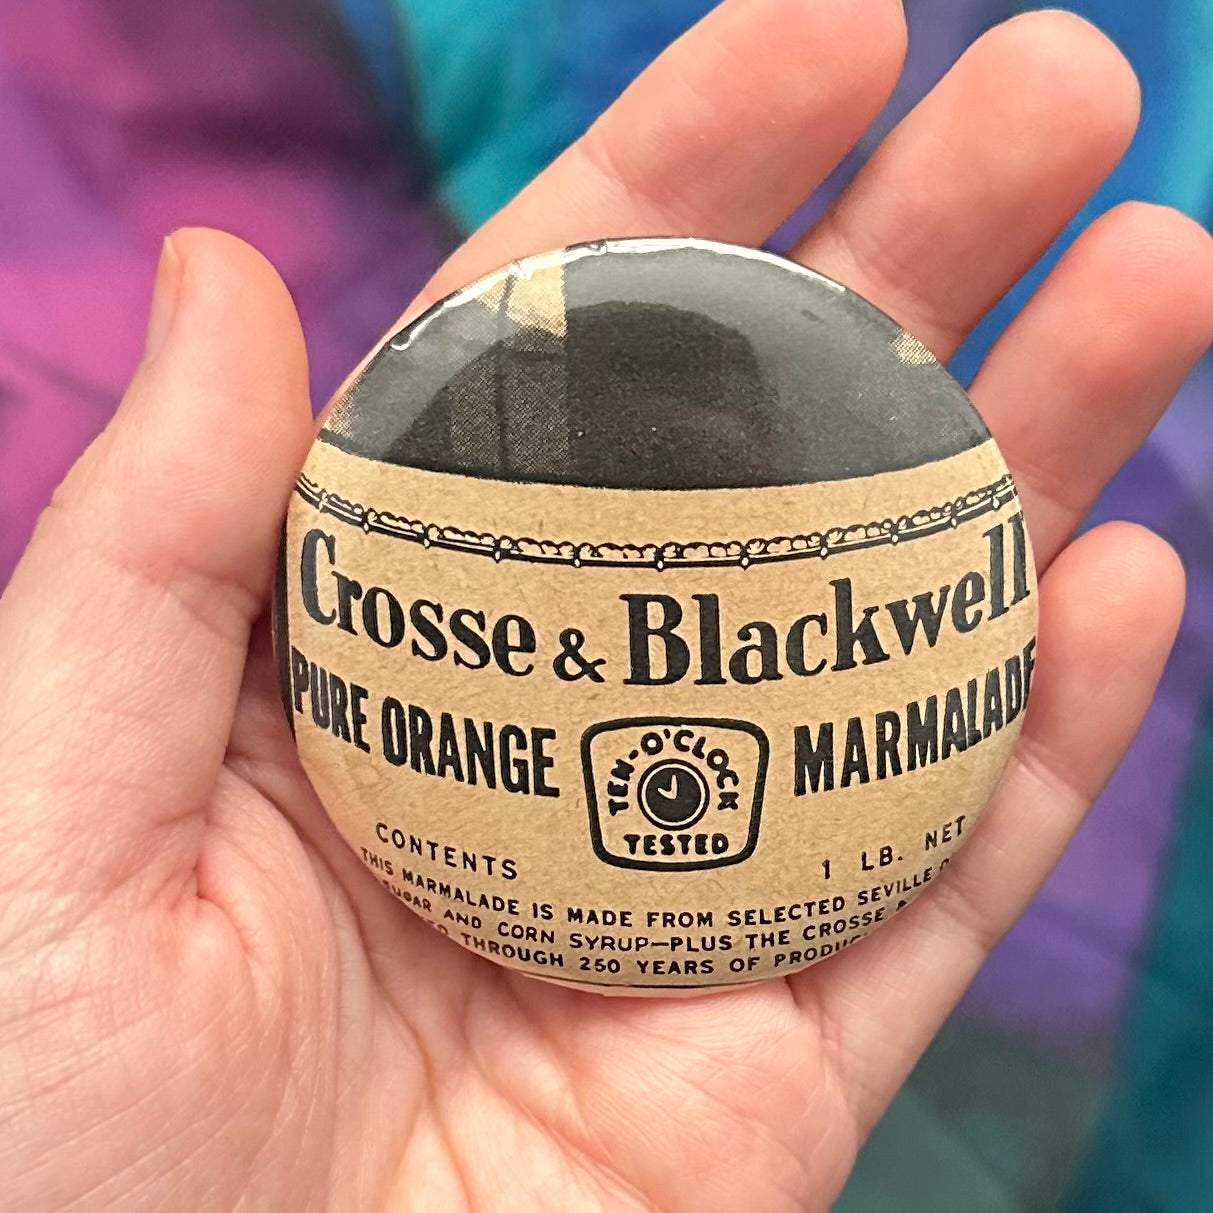 Crosse & Blackwell
PURE ORANGE MARMALADE
TEN-O'CLOCK
TESTED
CONTENTS 1 LB. NET
THIS MARMALADE IS MADE FROM SELECTED SEVILLE
SUGAR AND CORN SYRUP—PLUS THE CROSSE
THROUGH 250 YEARS OF